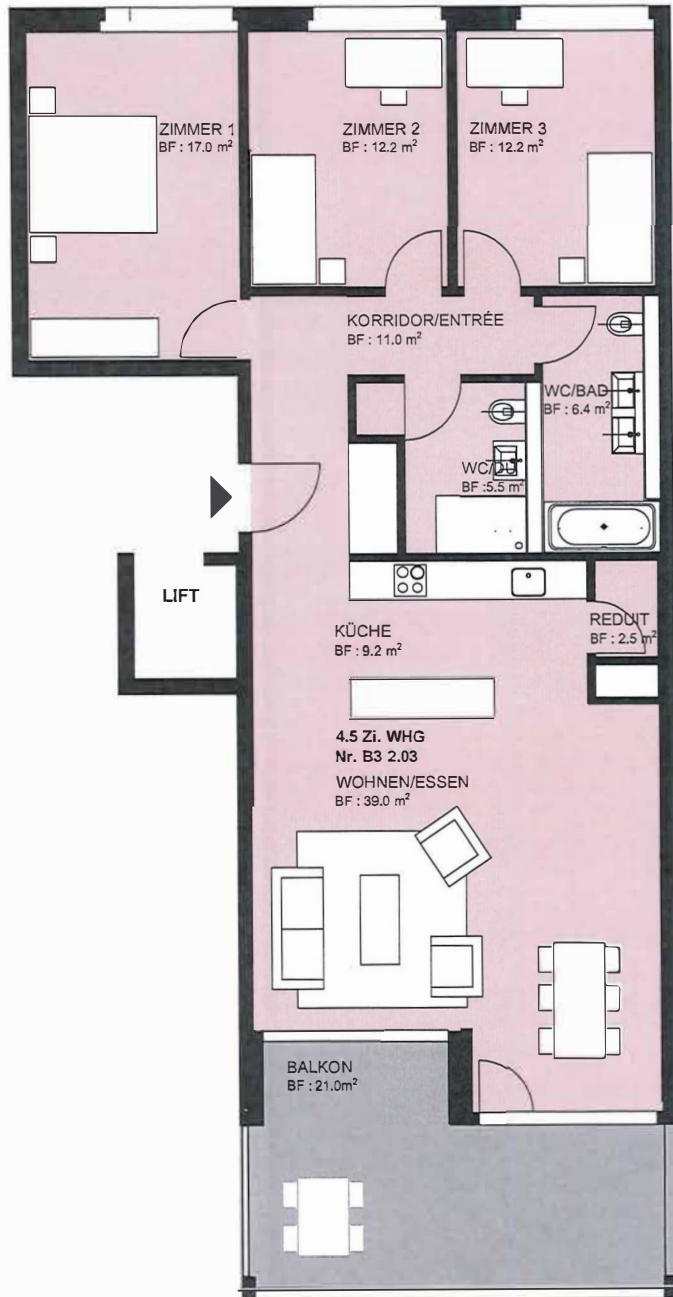 ZIMMER 1
BF : 17.0 m²
ZIMMER 2
BF : 12.2 m²
ZIMMER 3
BF : 12.2 m²
KORRIDOR/ENTRÉE
BF : 11.0 m²
WC/BAD
BF : 6.4 m²
WC/DU
BF :5.5 m²
LIFT
KÜCHE
BF : 9.2 m²
REDUIT
BF : 2.5 m²
4.5 Zi. WHG
Nr. B3 2.03
WOHNEN/ESSEN
BF : 39.0 m²
BALKON
BF : 21.0m²